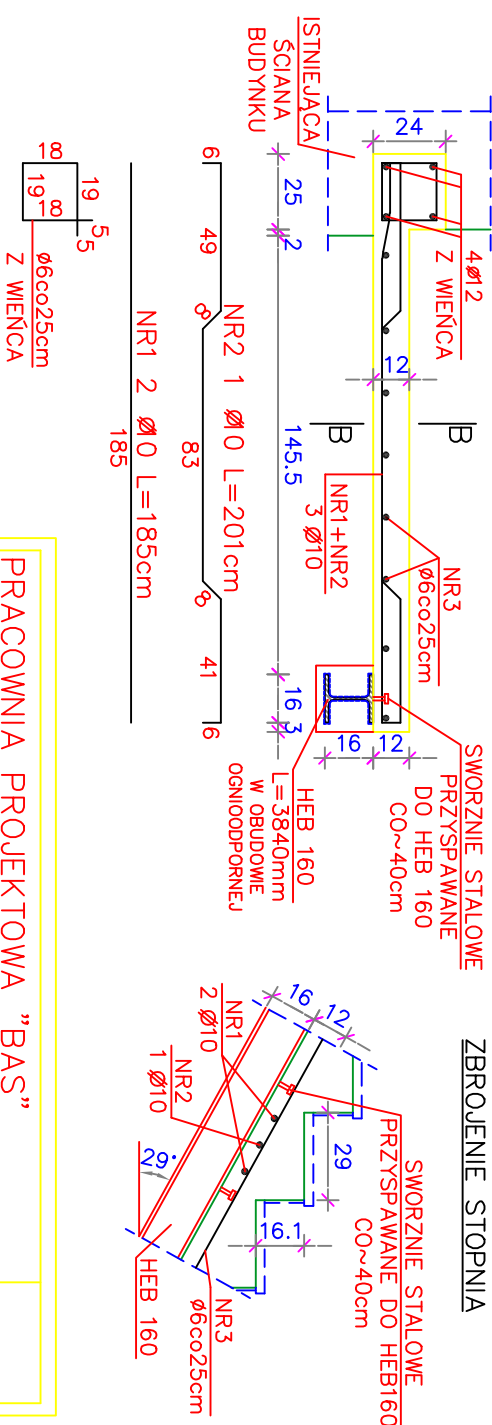 ZBROJENIE STOPNIA
ISTNIEJĄCA
ŚCIANA
BUDYNKU
24
4ø12
Z WIEŃCA
12
B
B
NR1+NR2
3 Ø10
NR3
ø6co25cm
SWORZNIE STALOWE
PRZYSPAWANE
DO HEB 160
CO~40cm
16
12
HEB 160
L=3840mm
W OBUDOWIE
OGNIOODPORNEJ
25
2
145.5
16
3
6
49
8
NR2 1 Ø10 L=201cm
83
8
41
6
NR1 2 Ø10 L=185cm
185
18
19
19
18
5
5
ø6co25cm
Z WIEŃCA
16
12
SWORZNIE STALOWE
PRZYSPAWANE DO HEB160
CO~40cm
29
16.1
NR1
2 Ø10
NR2
1 Ø10
29°
HEB 160
NR3
ø6co25cm
PRACOWNIA PROJEKTOWA "BAS"